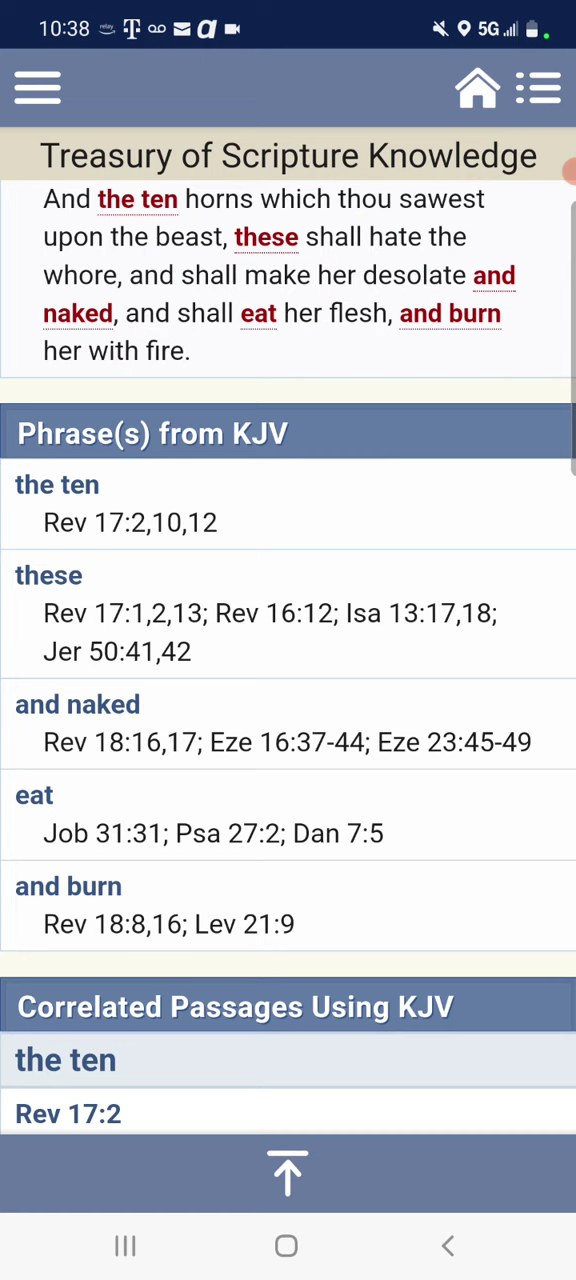 10:38 relay T a 5G
Treasury of Scripture Knowledge
And the ten horns which thou sawest
upon the beast, these shall hate the
whore, and shall make her desolate and
naked, and shall eat her flesh, and burn
her with fire.
Phrase(s) from KJV
the ten
Rev 17:2,10,12
these
Rev 17:1,2,13; Rev 16:12; Isa 13:17,18;
Jer 50:41,42
and naked
Rev 18:16,17; Eze 16:37-44; Eze 23:45-49
eat
Job 31:31; Psa 27:2; Dan 7:5
and burn
Rev 18:8,16; Lev 21:9
Correlated Passages Using KJV
the ten
Rev 17:2